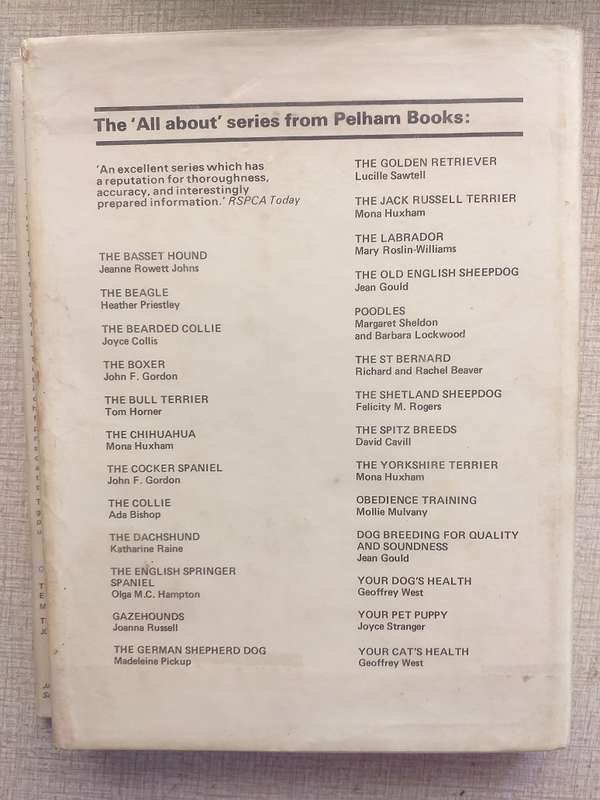 The 'All about' series from Pelham Books:
'An excellent series which has
a reputation for thoroughness,
accuracy, and interestingly
prepared information.' RSPCA Today
THE BASSET HOUND
Jeanne Rowett Johns
THE BEAGLE
Heather Priestley
THE BEARDED COLLIE
Joyce Collis
THE BOXER
John F. Gordon
THE BULL TERRIER
Tom Horner
THE CHIHUAHUA
Mona Huxham
THE COCKER SPANIEL
John F. Gordon
THE COLLIE
Ada Bishop
THE DACHSHUND
Katharine Raine
THE ENGLISH SPRINGER
SPANIEL
Olga M.C. Hampton
GAZEHOUNDS
Joanna Russell
THE GERMAN SHEPHERD DOG
Madeleine Pickup
THE GOLDEN RETRIEVER
Lucille Sawtell
THE JACK RUSSELL TERRIER
Mona Huxham
THE LABRADOR
Mary Roslin-Williams
THE OLD ENGLISH SHEEPDOG
Jean Gould
POODLES
Margaret Sheldon
and Barbara Lockwood
THE ST BERNARD
Richard and Rachel Beaver
THE SHETLAND SHEEPDOG
Felicity M. Rogers
THE SPITZ BREEDS
David Cavill
THE YORKSHIRE TERRIER
Mona Huxham
OBEDIENCE TRAINING
Mollie Mulvany
DOG BREEDING FOR QUALITY
AND SOUNDNESS
Jean Gould
YOUR DOG'S HEALTH
Geoffrey West
YOUR PET PUPPY
Joyce Stranger
YOUR CAT'S HEALTH
Geoffrey West